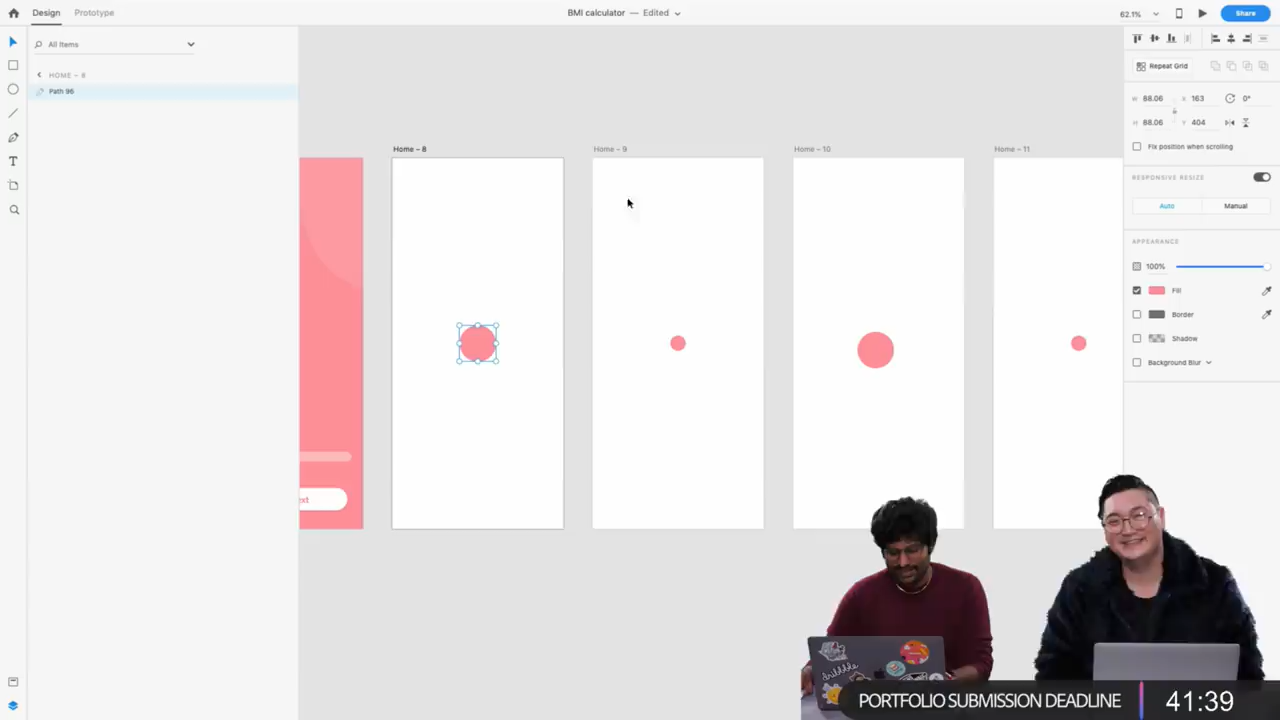 Design
Prototype
BMI calculator — Edited
62.1%
Share
All Items
HOME – 8
Path 96
Home – 8
Home – 9
Home – 10
Home – 11
Repeat Grid
W 88.06 X 163 0°
H 88.06 Y 404
Fix position when scrolling
RESPONSIVE RESIZE
Auto
Manual
APPEARANCE
100%
Fill
Border
Shadow
Background Blur
ext
dribbble
PORTFOLIO SUBMISSION DEADLINE
41:39